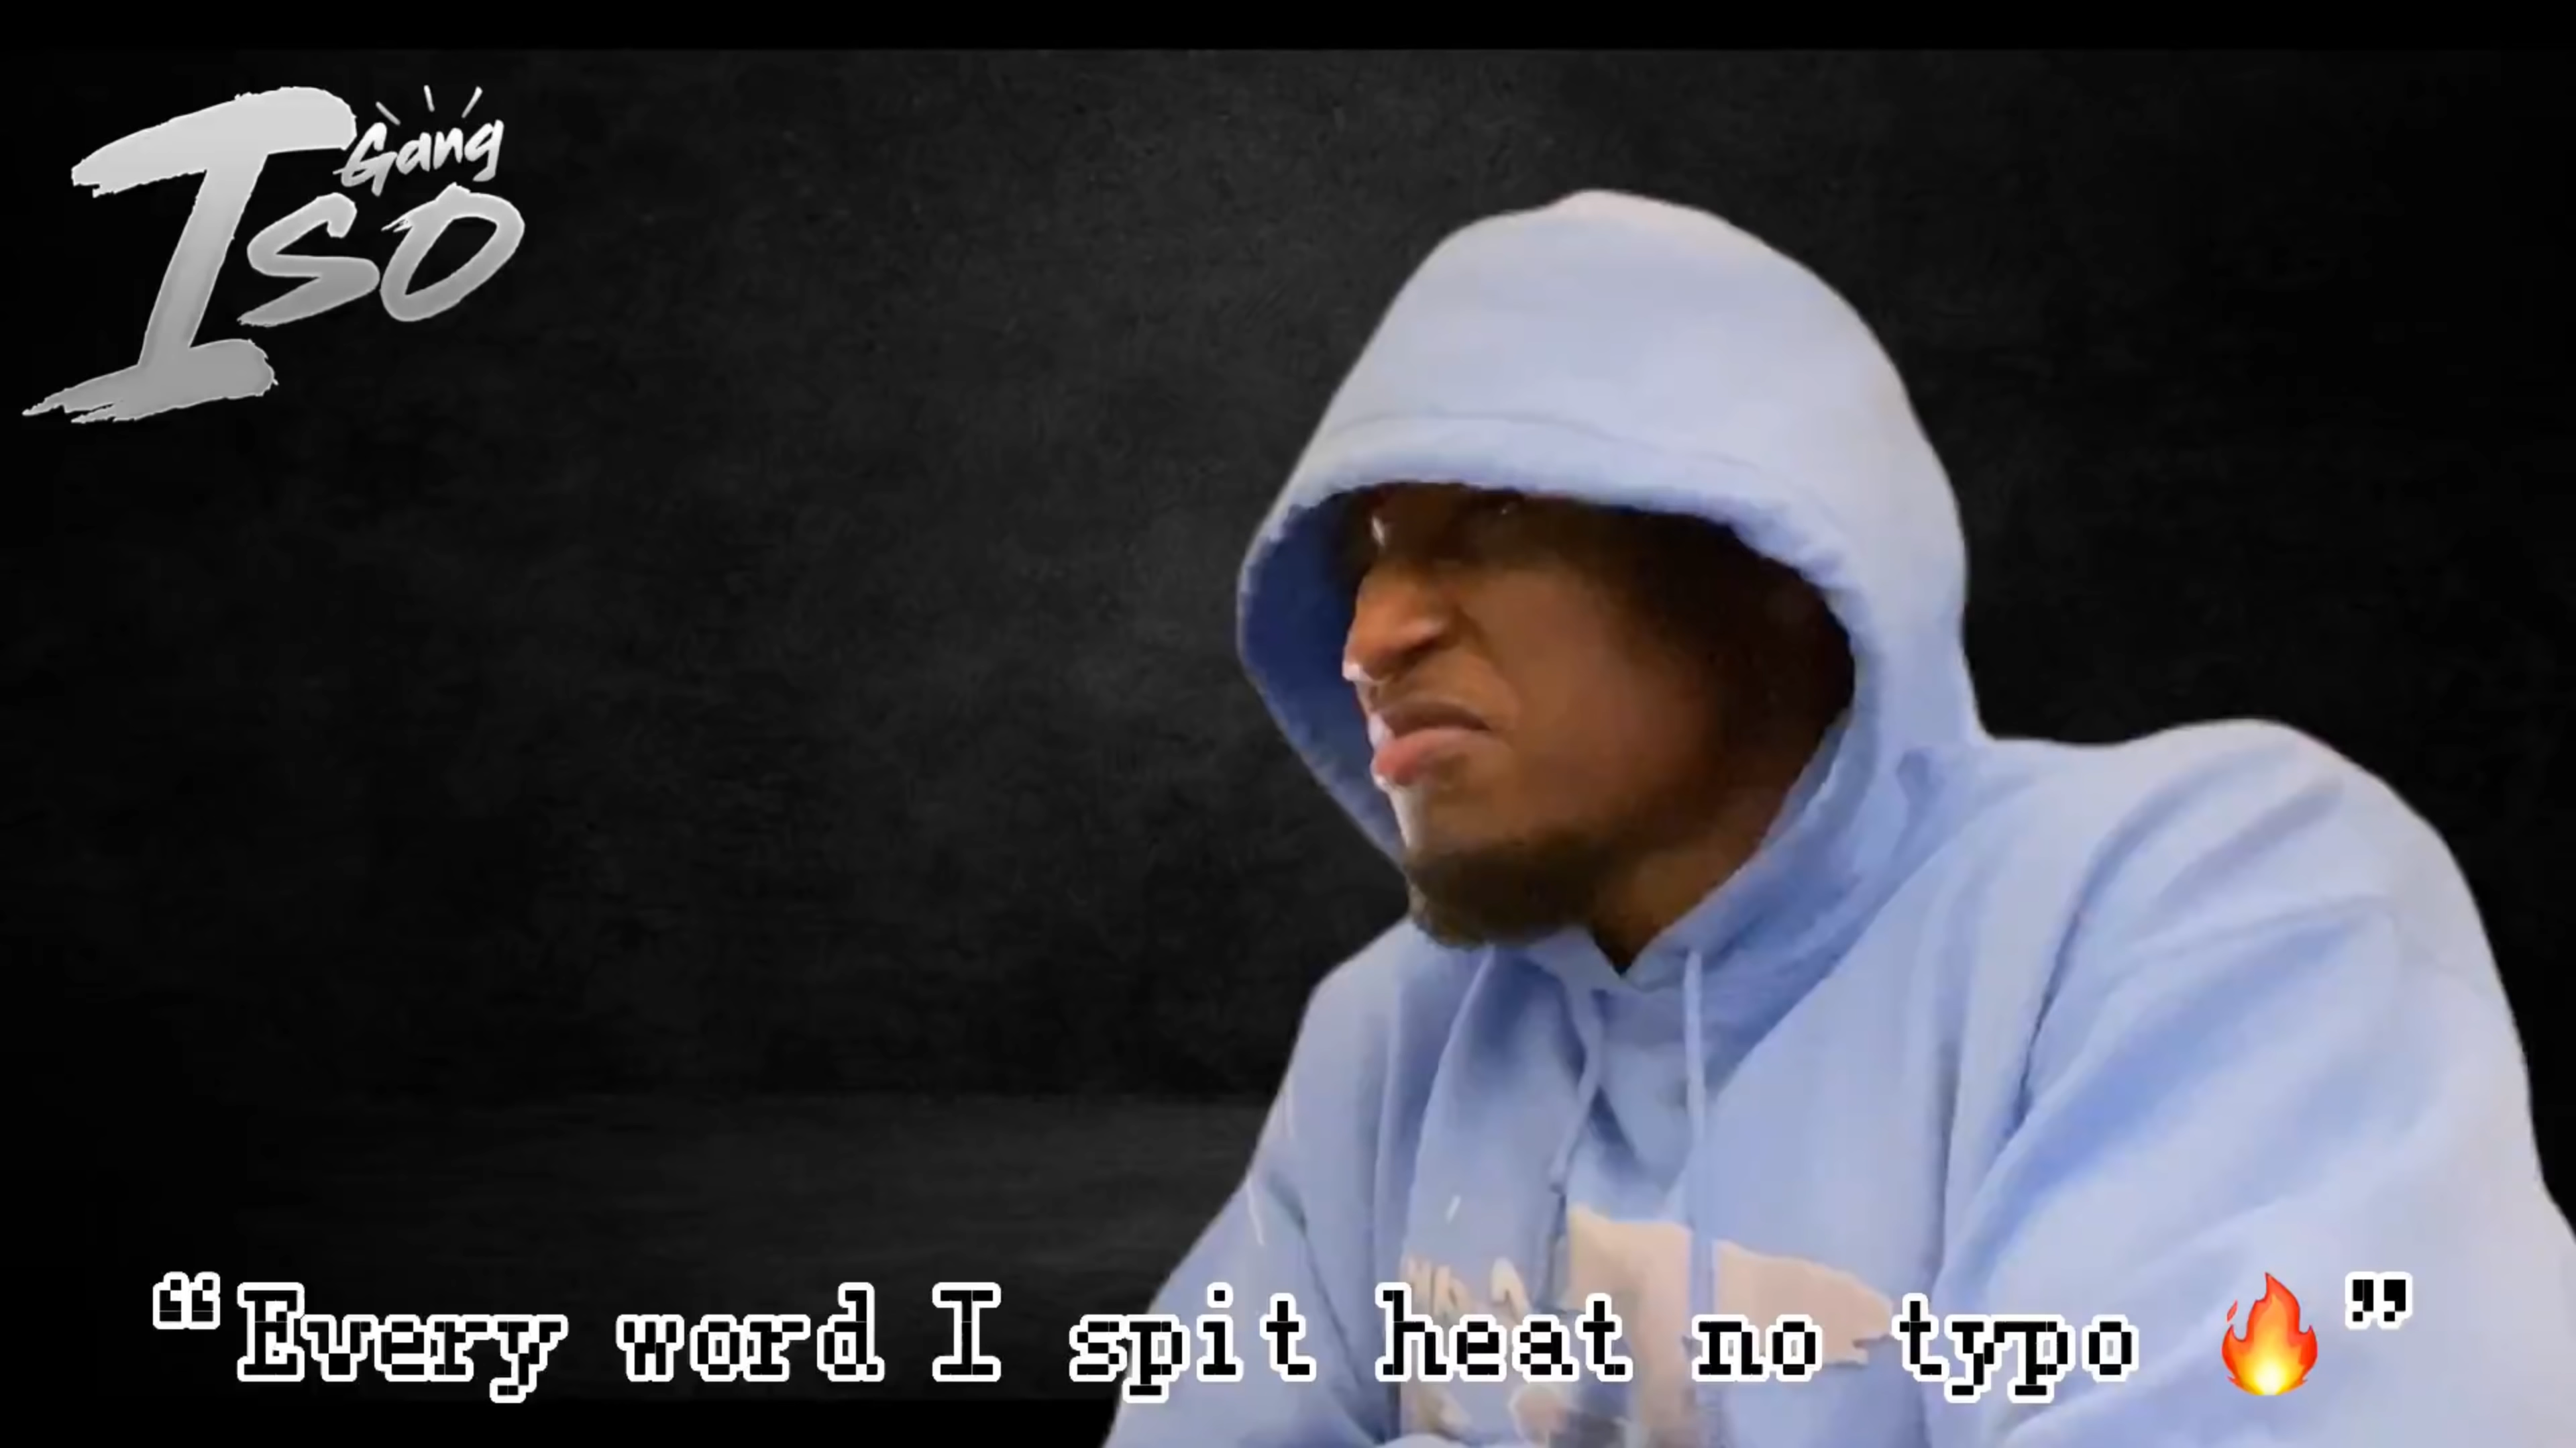 Gang
Iso
“Every word I spit heat no typo 🔥”